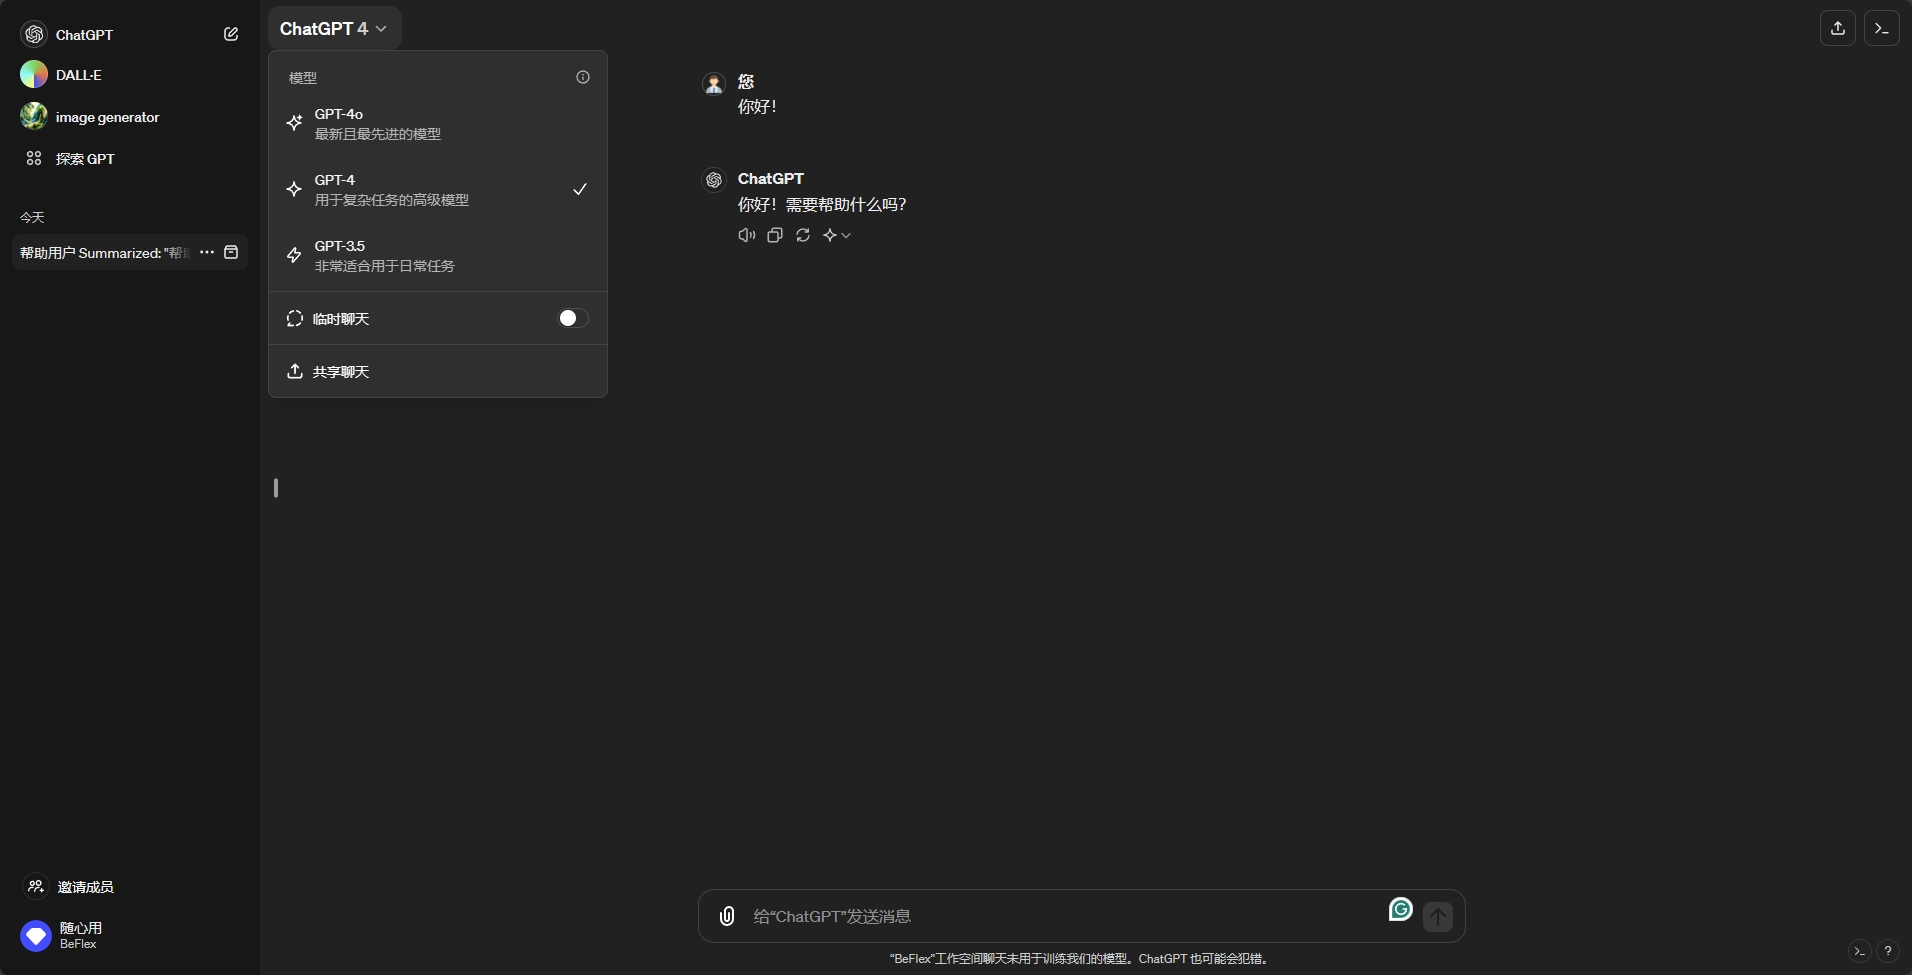 ChatGPT
DALL·E
image generator
探索 GPT
今天
帮助用户 Summarized: "帮
邀请成员
随心用
BeFlex
ChatGPT 4
模型
GPT-4o
最新且最先进的模型
GPT-4
用于复杂任务的高级模型
GPT-3.5
非常适合用于日常任务
临时聊天
共享聊天
您
你好！
ChatGPT
你好！需要帮助什么吗？
给“ChatGPT”发送消息
“BeFlex”工作空间聊天未用于训练我们的模型。ChatGPT 也可能会犯错。
?